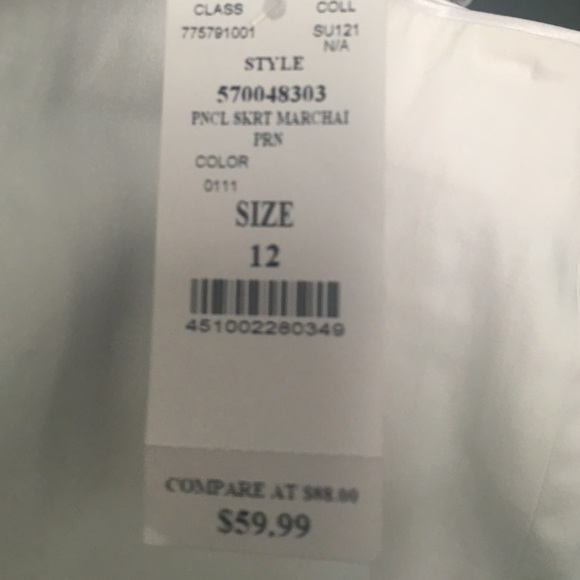 CLASS COLL
775791001 SU121
N/A
STYLE
570048303
PNCL SKRT MARCHAI
PRN
COLOR
0111
SIZE
12
451002280349
COMPARE AT $88.00
$59.99